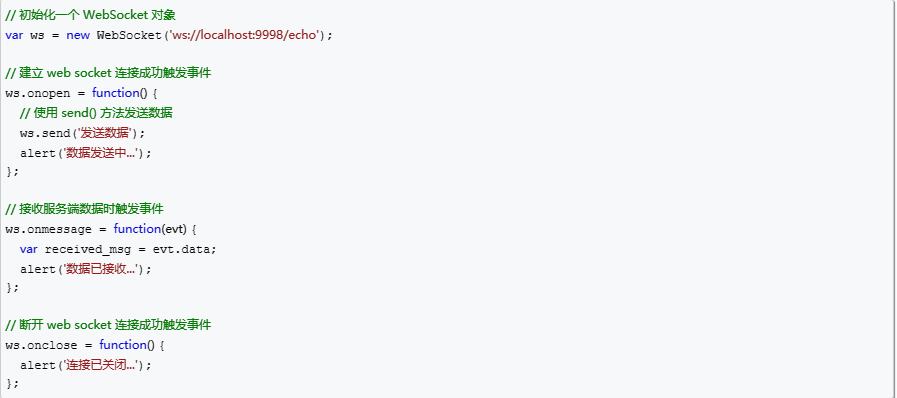 // 初始化一个 WebSocket 对象
var ws = new WebSocket('ws://localhost:9998/echo');
// 建立 web socket 连接成功触发事件
ws.onopen = function() {
// 使用 send() 方法发送数据
ws.send('发送数据');
alert('数据发送中...');
};
// 接收服务端数据时触发事件
ws.onmessage = function(evt) {
var received_msg = evt.data;
alert('数据已接收...');
};
// 断开 web socket 连接成功触发事件
ws.onclose = function() {
alert('连接已关闭...');
};